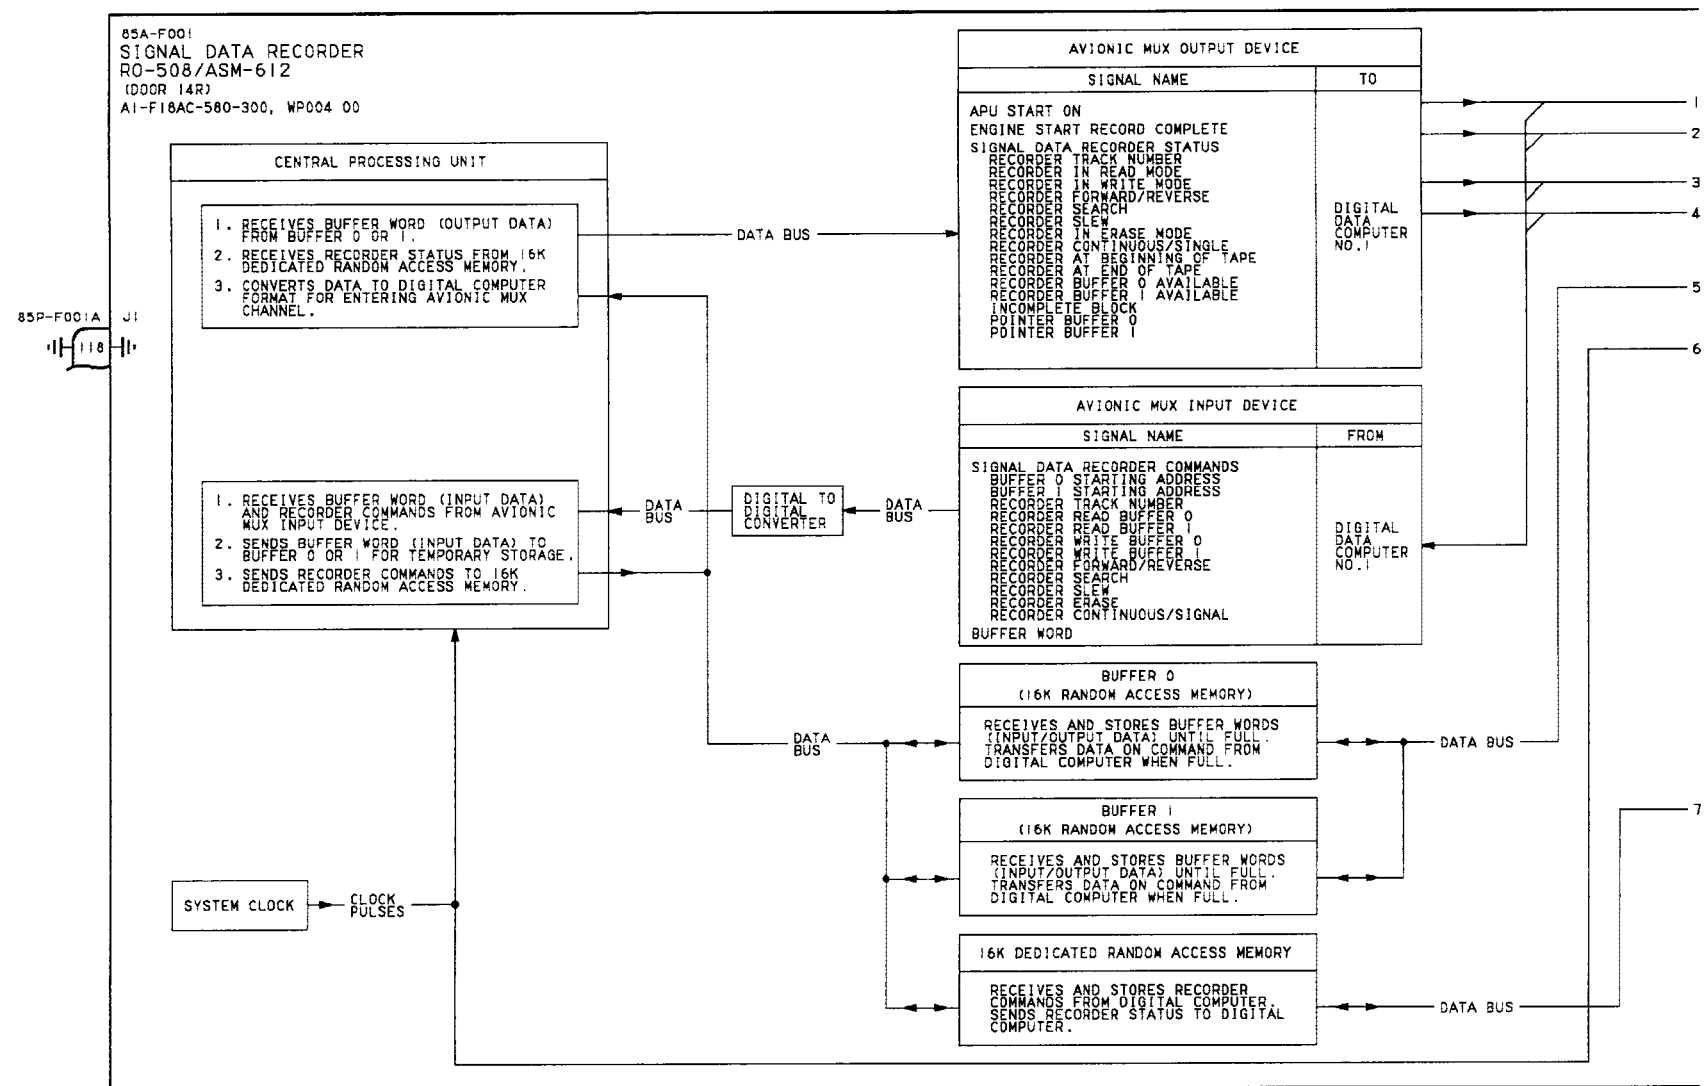 85A-F001
SIGNAL DATA RECORDER
RO-508/ASM-612
(DOOR 14R)
A1-F18AC-580-300, WP004 00
CENTRAL PROCESSING UNIT
1. RECEIVES BUFFER WORD (OUTPUT DATA)
FROM BUFFER 0 OR 1.
2. RECEIVES RECORDER STATUS FROM 16K
DEDICATED RANDOM ACCESS MEMORY.
3. CONVERTS DATA TO DIGITAL COMPUTER
FORMAT FOR ENTERING AVIONIC MUX
CHANNEL.
DATA BUS
85P-F001A J1
118
1. RECEIVES BUFFER WORD (INPUT DATA)
AND RECORDER COMMANDS FROM AVIONIC
MUX INPUT DEVICE.
2. SENDS BUFFER WORD (INPUT DATA) TO
BUFFER 0 OR 1 FOR TEMPORARY STORAGE.
3. SENDS RECORDER COMMANDS TO 16K
DEDICATED RANDOM ACCESS MEMORY.
DATA
BUS
DIGITAL TO
DIGITAL
CONVERTER
DATA
BUS
AVIONIC MUX OUTPUT DEVICE
SIGNAL NAME
TO
APU START ON
ENGINE START RECORD COMPLETE
SIGNAL DATA RECORDER STATUS
RECORDER TRACK NUMBER
RECORDER IN READ MODE
RECORDER IN WRITE MODE
RECORDER FORWARD/REVERSE
RECORDER SEARCH
RECORDER SLEW
RECORDER IN ERASE MODE
RECORDER CONTINUOUS/SINGLE
RECORDER AT BEGINNING OF TAPE
RECORDER AT END OF TAPE
RECORDER BUFFER 0 AVAILABLE
RECORDER BUFFER 1 AVAILABLE
INCOMPLETE BLOCK
POINTER BUFFER 0
POINTER BUFFER 1
DIGITAL
DATA
COMPUTER
NO.1
1
2
3
4
5
6
AVIONIC MUX INPUT DEVICE
SIGNAL NAME
FROM
SIGNAL DATA RECORDER COMMANDS
BUFFER 0 STARTING ADDRESS
BUFFER 1 STARTING ADDRESS
RECORDER TRACK NUMBER
RECORDER READ BUFFER 0
RECORDER READ BUFFER 1
RECORDER WRITE BUFFER 0
RECORDER WRITE BUFFER 1
RECORDER FORWARD/REVERSE
RECORDER SEARCH
RECORDER SLEW
RECORDER ERASE
RECORDER CONTINUOUS/SIGNAL
BUFFER WORD
DIGITAL
DATA
COMPUTER
NO.1
BUFFER 0
(16K RANDOM ACCESS MEMORY)
RECEIVES AND STORES BUFFER WORDS
(INPUT/OUTPUT DATA) UNTIL FULL.
TRANSFERS DATA ON COMMAND FROM
DIGITAL COMPUTER WHEN FULL.
DATA
BUS
DATA BUS
BUFFER 1
(16K RANDOM ACCESS MEMORY)
RECEIVES AND STORES BUFFER WORDS
(INPUT/OUTPUT DATA) UNTIL FULL.
TRANSFERS DATA ON COMMAND FROM
DIGITAL COMPUTER WHEN FULL.
7
SYSTEM CLOCK
CLOCK
PULSES
16K DEDICATED RANDOM ACCESS MEMORY
RECEIVES AND STORES RECORDER
COMMANDS FROM DIGITAL COMPUTER.
SENDS RECORDER STATUS TO DIGITAL
COMPUTER.
DATA BUS